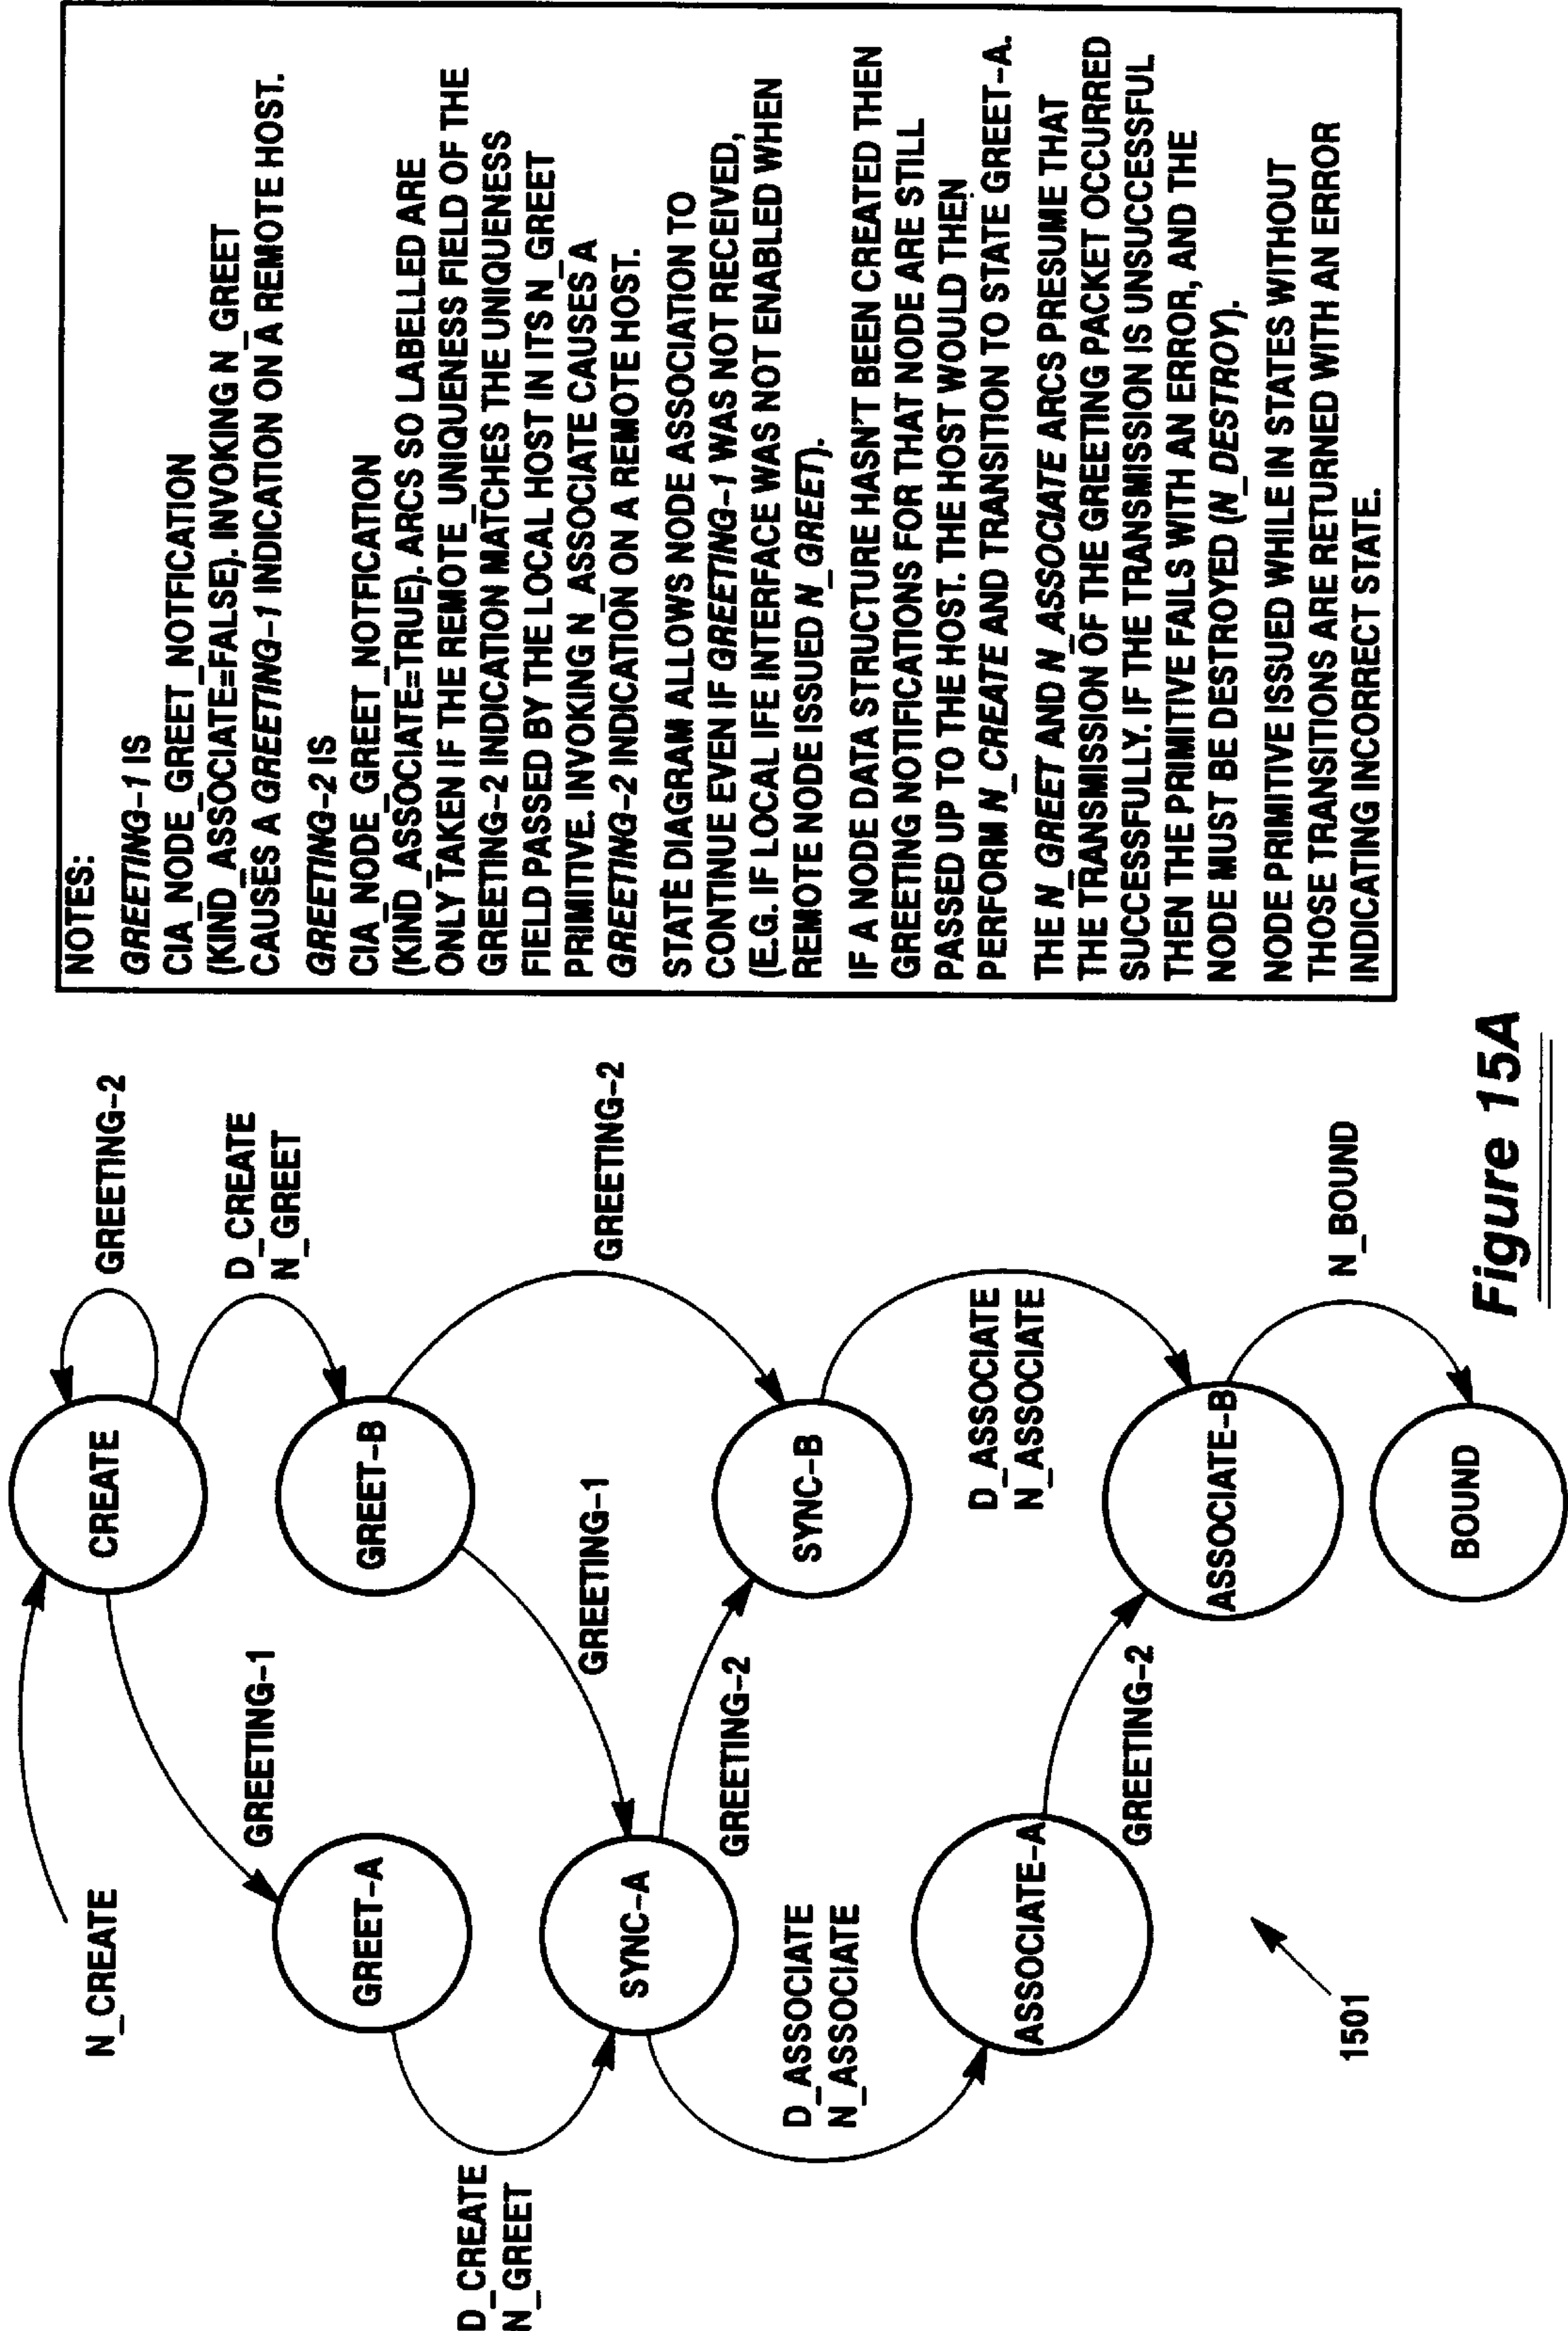 N_CREATE
CREATE
GREETING-2
GREETING-1
D_CREATE
N_GREET
GREET-A
GREET-B
D_CREATE
N_GREET
GREETING-1
GREETING-2
SYNC-A
GREETING-2
SYNC-B
D_ASSOCIATE
N_ASSOCIATE
D_ASSOCIATE
N_ASSOCIATE
ASSOCIATE-A
GREETING-2
ASSOCIATE-B
N_BOUND
BOUND
1501
NOTES:
GREETING-1 IS
CIA_NODE_GREET_NOTFICATION
(KIND_ASSOCIATE=FALSE). INVOKING N_GREET
CAUSES A GREETING-1 INDICATION ON A REMOTE HOST.
GREETING-2 IS
CIA_NODE_GREET_NOTFICATION
(KIND_ASSOCIATE=TRUE). ARCS SO LABELLED ARE
ONLY TAKEN IF THE REMOTE_UNIQUENESS FIELD OF THE
GREETING-2 INDICATION MATCHES THE UNIQUENESS
FIELD PASSED BY THE LOCAL HOST IN ITS N_GREET
PRIMITIVE. INVOKING N_ASSOCIATE CAUSES A
GREETING-2 INDICATION ON A REMOTE HOST.
STATE DIAGRAM ALLOWS NODE ASSOCIATION TO
CONTINUE EVEN IF GREETING-1 WAS NOT RECEIVED,
(E.G. IF LOCAL LIFE INTERFACE WAS NOT ENABLED WHEN
REMOTE NODE ISSUED N_GREET).
IF A NODE DATA STRUCTURE HASN'T BEEN CREATED THEN
GREETING NOTIFICATIONS FOR THAT NODE ARE STILL
PASSED UP TO THE HOST. THE HOST WOULD THEN
PERFORM N_CREATE AND TRANSITION TO STATE GREET-A.
THE N_GREET AND N_ASSOCIATE ARCS PRESUME THAT
THE TRANSMISSION OF THE GREETING PACKET OCCURRED
SUCCESSFULLY. IF THE TRANSMISSION IS UNSUCCESSFUL
THEN THE PRIMITIVE FAILS WITH AN ERROR, AND THE
NODE MUST BE DESTROYED (N_DESTROY).
NODE PRIMITIVE ISSUED WHILE IN STATES WITHOUT
THOSE TRANSITIONS ARE RETURNED WITH AN ERROR
INDICATING INCORRECT STATE.
Figure 15A